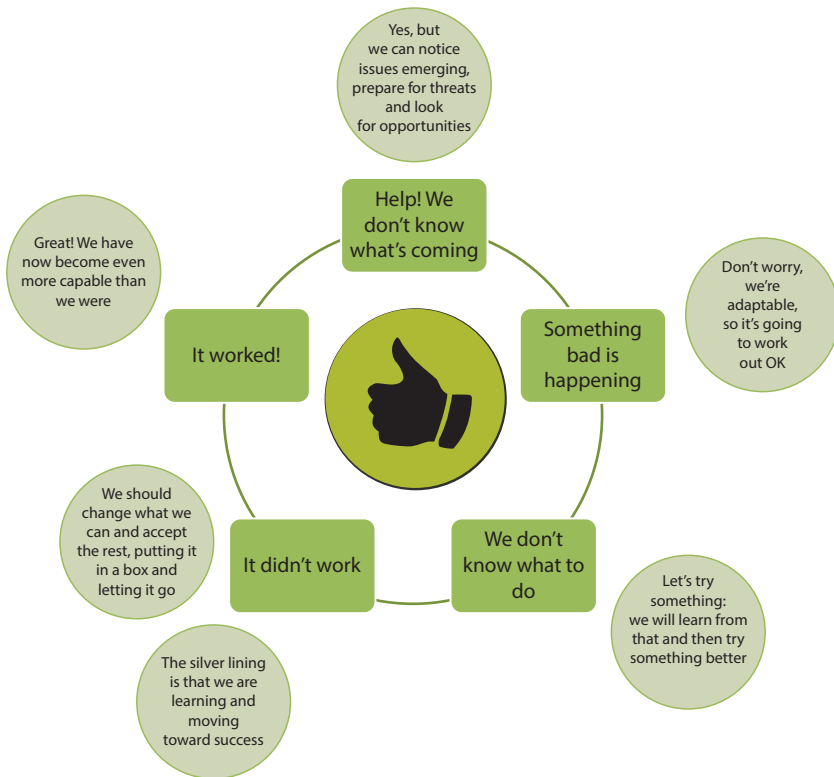 Yes, but
we can notice
issues emerging,
prepare for threats
and look
for opportunities
Help! We
don’t know
what’s coming
Great! We have
now become even
more capable than
we were
Don’t worry,
we’re
adaptable,
so it’s going
to work
out OK
It worked!
Something
bad is
happening
We should
change what we
can and accept
the rest, putting it
in a box and
letting it go
It didn’t work
We don’t
know what to
do
Let’s try
something:
we will learn from
that and then try
something better
The silver lining
is that we are
learning and
moving
toward success